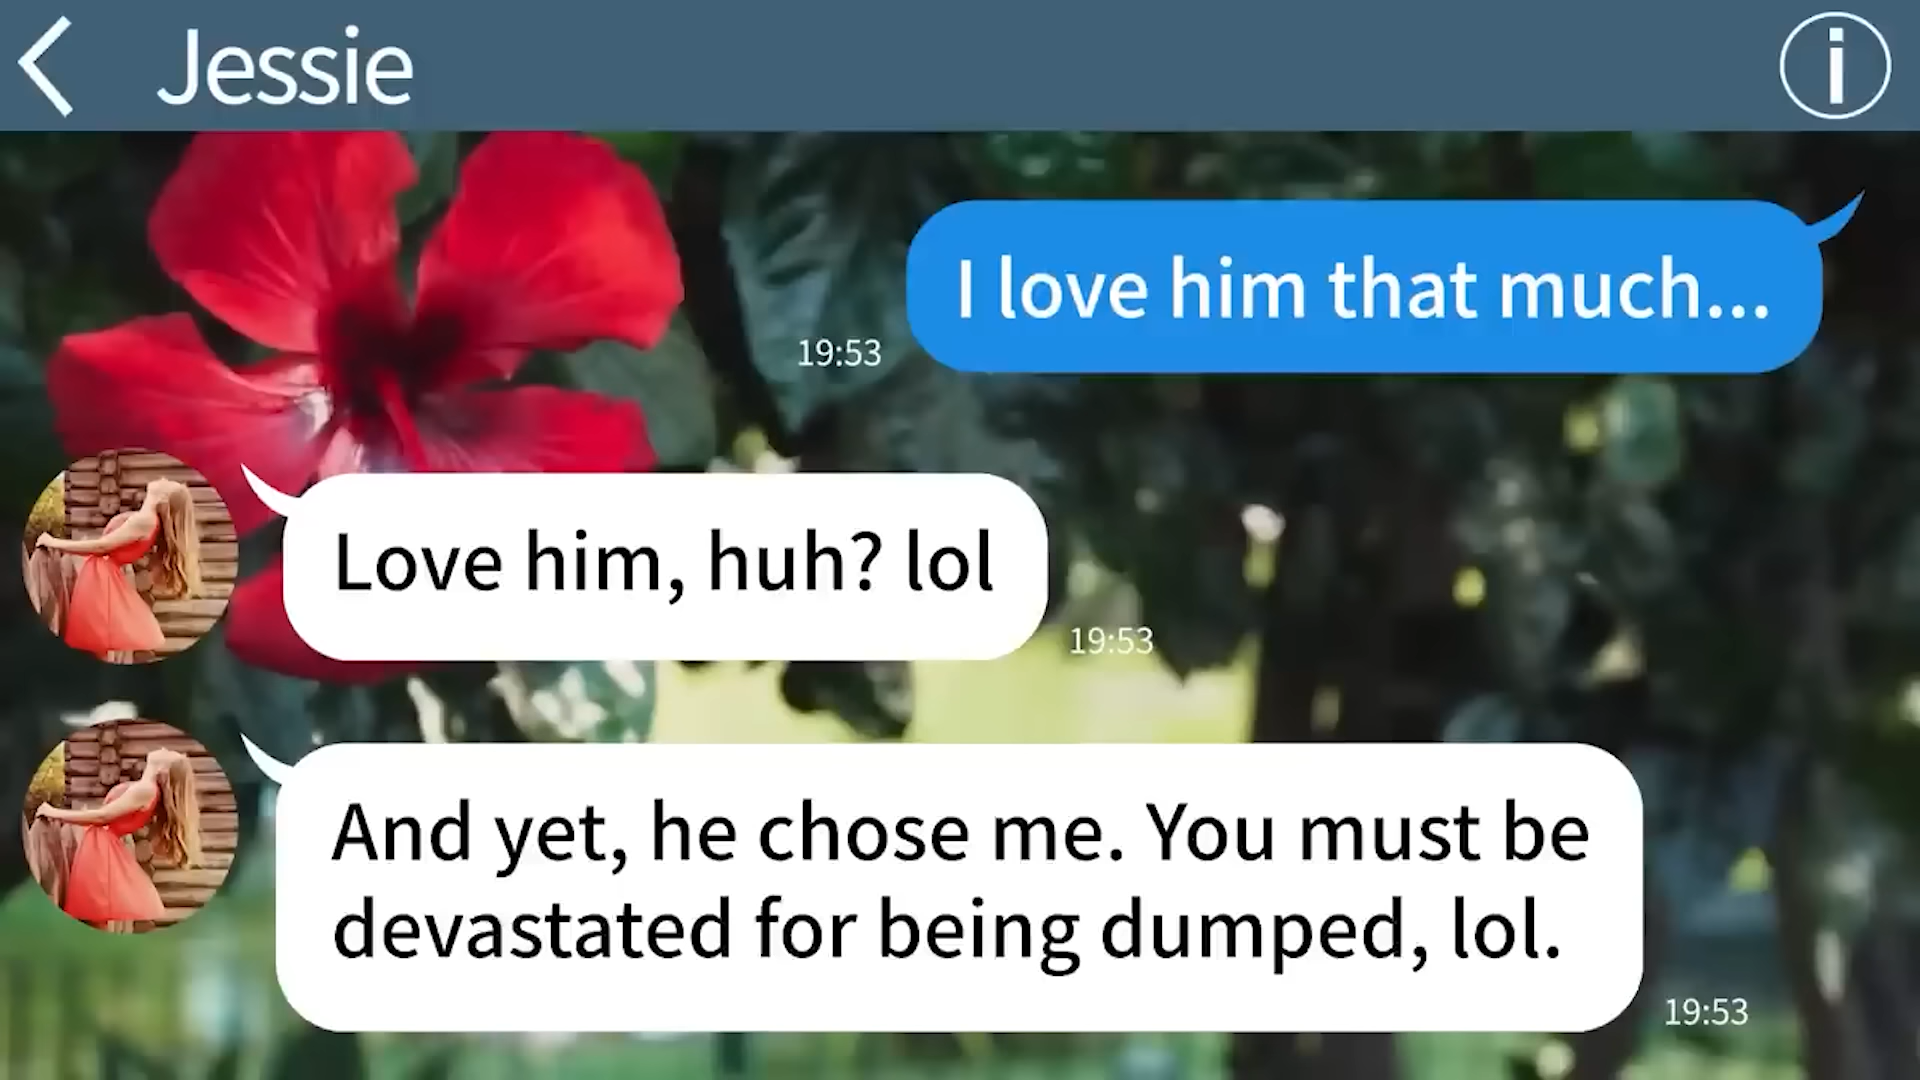 Jessie
I love him that much...
19:53
Love him, huh? lol
19:53
And yet, he chose me. You must be
devastated for being dumped, lol.
19:53